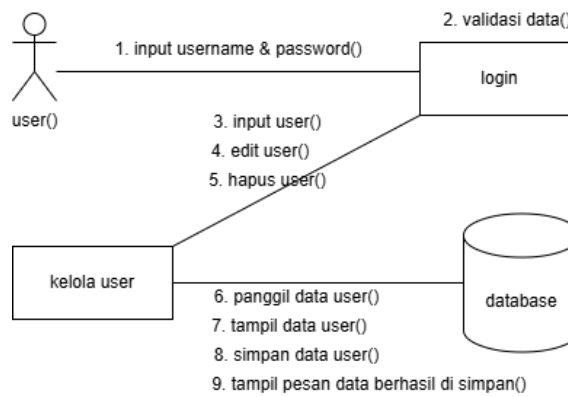 2. validasi data()
1. input username & password()
login
user()
3. input user()
4. edit user()
5. hapus user()
kelola user
database
6. panggil data user()
7. tampil data user()
8. simpan data user()
9. tampil pesan data berhasil di simpan()